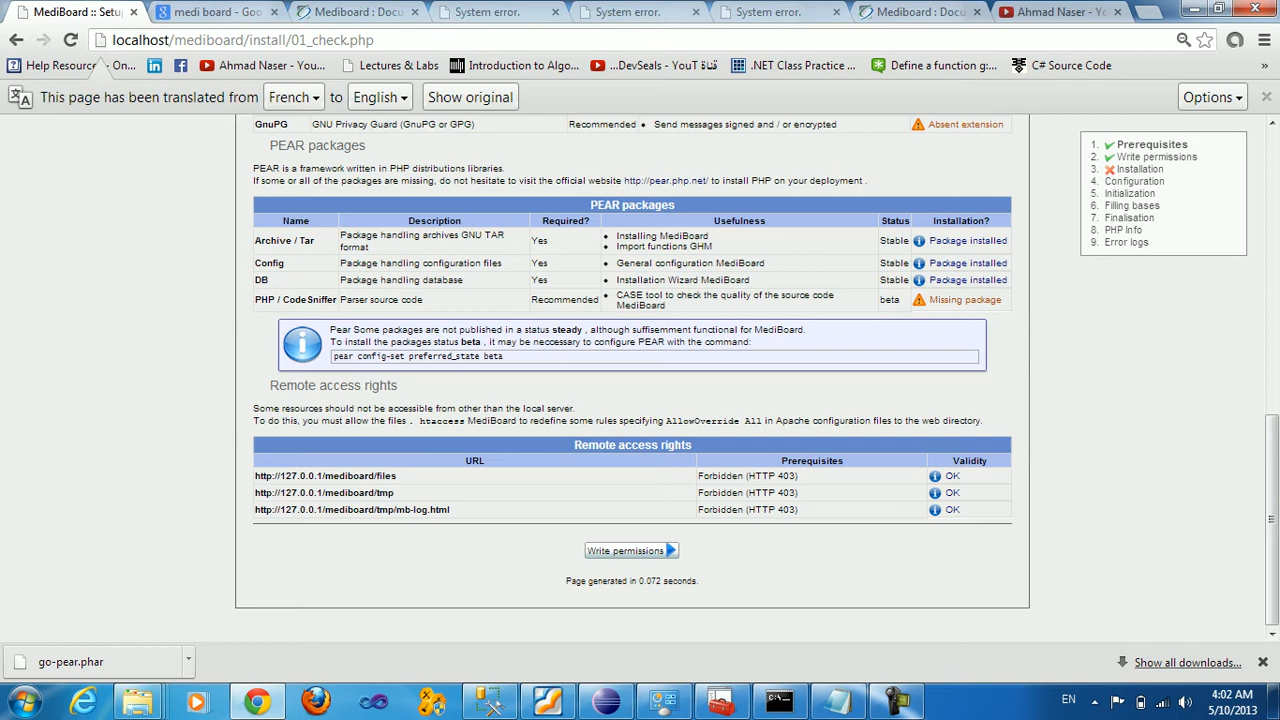 MediBoard :: Setu
medi board - Goo
Mediboard : Docu
System error.
System error.
System error.
Mediboard : Docu
Ahmad Naser - Yo
localhost/mediboard/install/01_check.php
Help Resource
On...
Ahmad Naser - You...
Lectures & Labs
Introduction to Algo...
...DevSeals - YouT قناة
.NET Class Practice ...
Define a function g:...
C# Source Code
»
This page has been translated from French to English Show original Options
GnuPG GNU Privacy Guard (GnuPG or GPG) Recommended • Send messages signed and / or encrypted Absent extension
PEAR packages
PEAR is a framework written in PHP distributions libraries.
If some or all of the packages are missing, do not hesitate to visit the official website http://pear.php.net/ to install PHP on your deployment .
PEAR packages
Name Description Required? Usefulness Status Installation?
Archive / Tar Package handling archives GNU TAR format Yes • Installing MediBoard • Import functions GHM Stable Package installed
Config Package handling configuration files Yes • General configuration MediBoard Stable Package installed
DB Package handling database Yes • Installation Wizard MediBoard Stable Package installed
PHP / CodeSniffer Parser source code Recommended • CASE tool to check the quality of the source code MediBoard beta Missing package
Pear Some packages are not published in a status steady , although suffisemment functional for MediBoard.
To install the packages status beta , it may be neccessary to configure PEAR with the command:
pear config-set preferred_state beta
Remote access rights
Some resources should not be accessible from other than the local server.
To do this, you must allow the files . htaccess MediBoard to redefine some rules specifying AllowOverride All in Apache configuration files to the web directory.
Remote access rights
URL Prerequisites Validity
http://127.0.0.1/mediboard/files Forbidden (HTTP 403) OK
http://127.0.0.1/mediboard/tmp Forbidden (HTTP 403) OK
http://127.0.0.1/mediboard/tmp/mb-log.html Forbidden (HTTP 403) OK
Write permissions
Page generated in 0.072 seconds.
1. Prerequisites
2. Write permissions
3. Installation
4. Configuration
5. Initialization
6. Filling bases
7. Finalisation
8. PHP Info
9. Error logs
go-pear.phar
Show all downloads...
EN
4:02 AM
5/10/2013